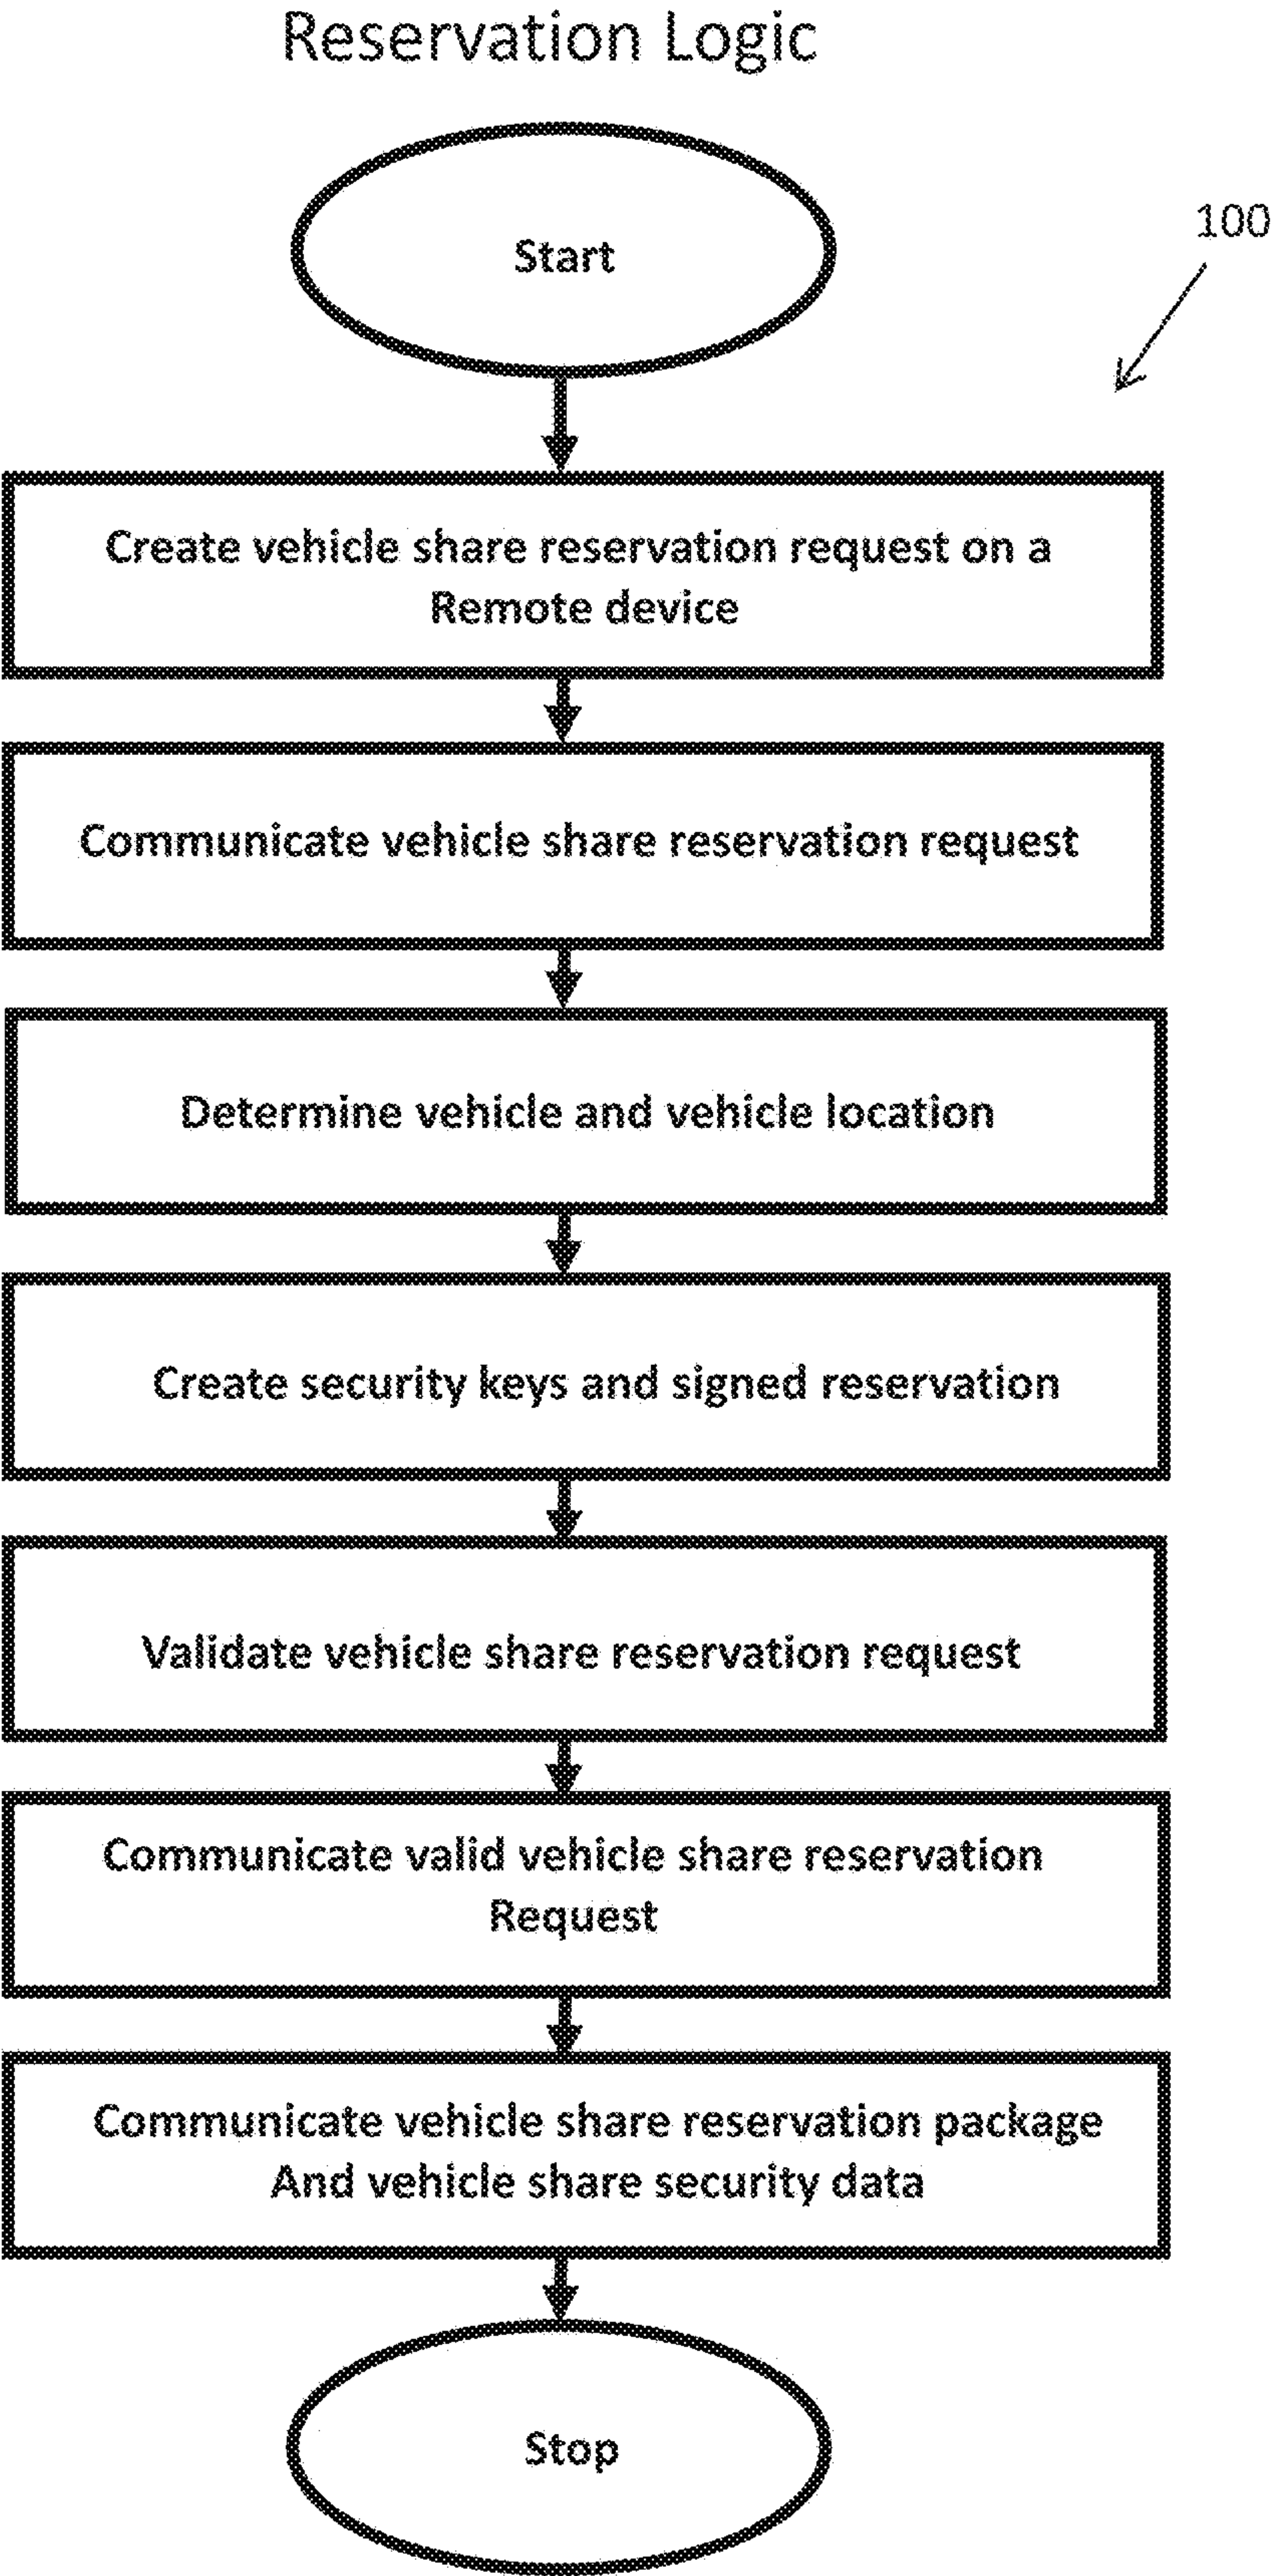 Reservation Logic
Start
100
Create vehicle share reservation request on a
Remote device
Communicate vehicle share reservation request
Determine vehicle and vehicle location
Create security keys and signed reservation
Validate vehicle share reservation request
Communicate valid vehicle share reservation
Request
Communicate vehicle share reservation package
And vehicle share security data
Stop